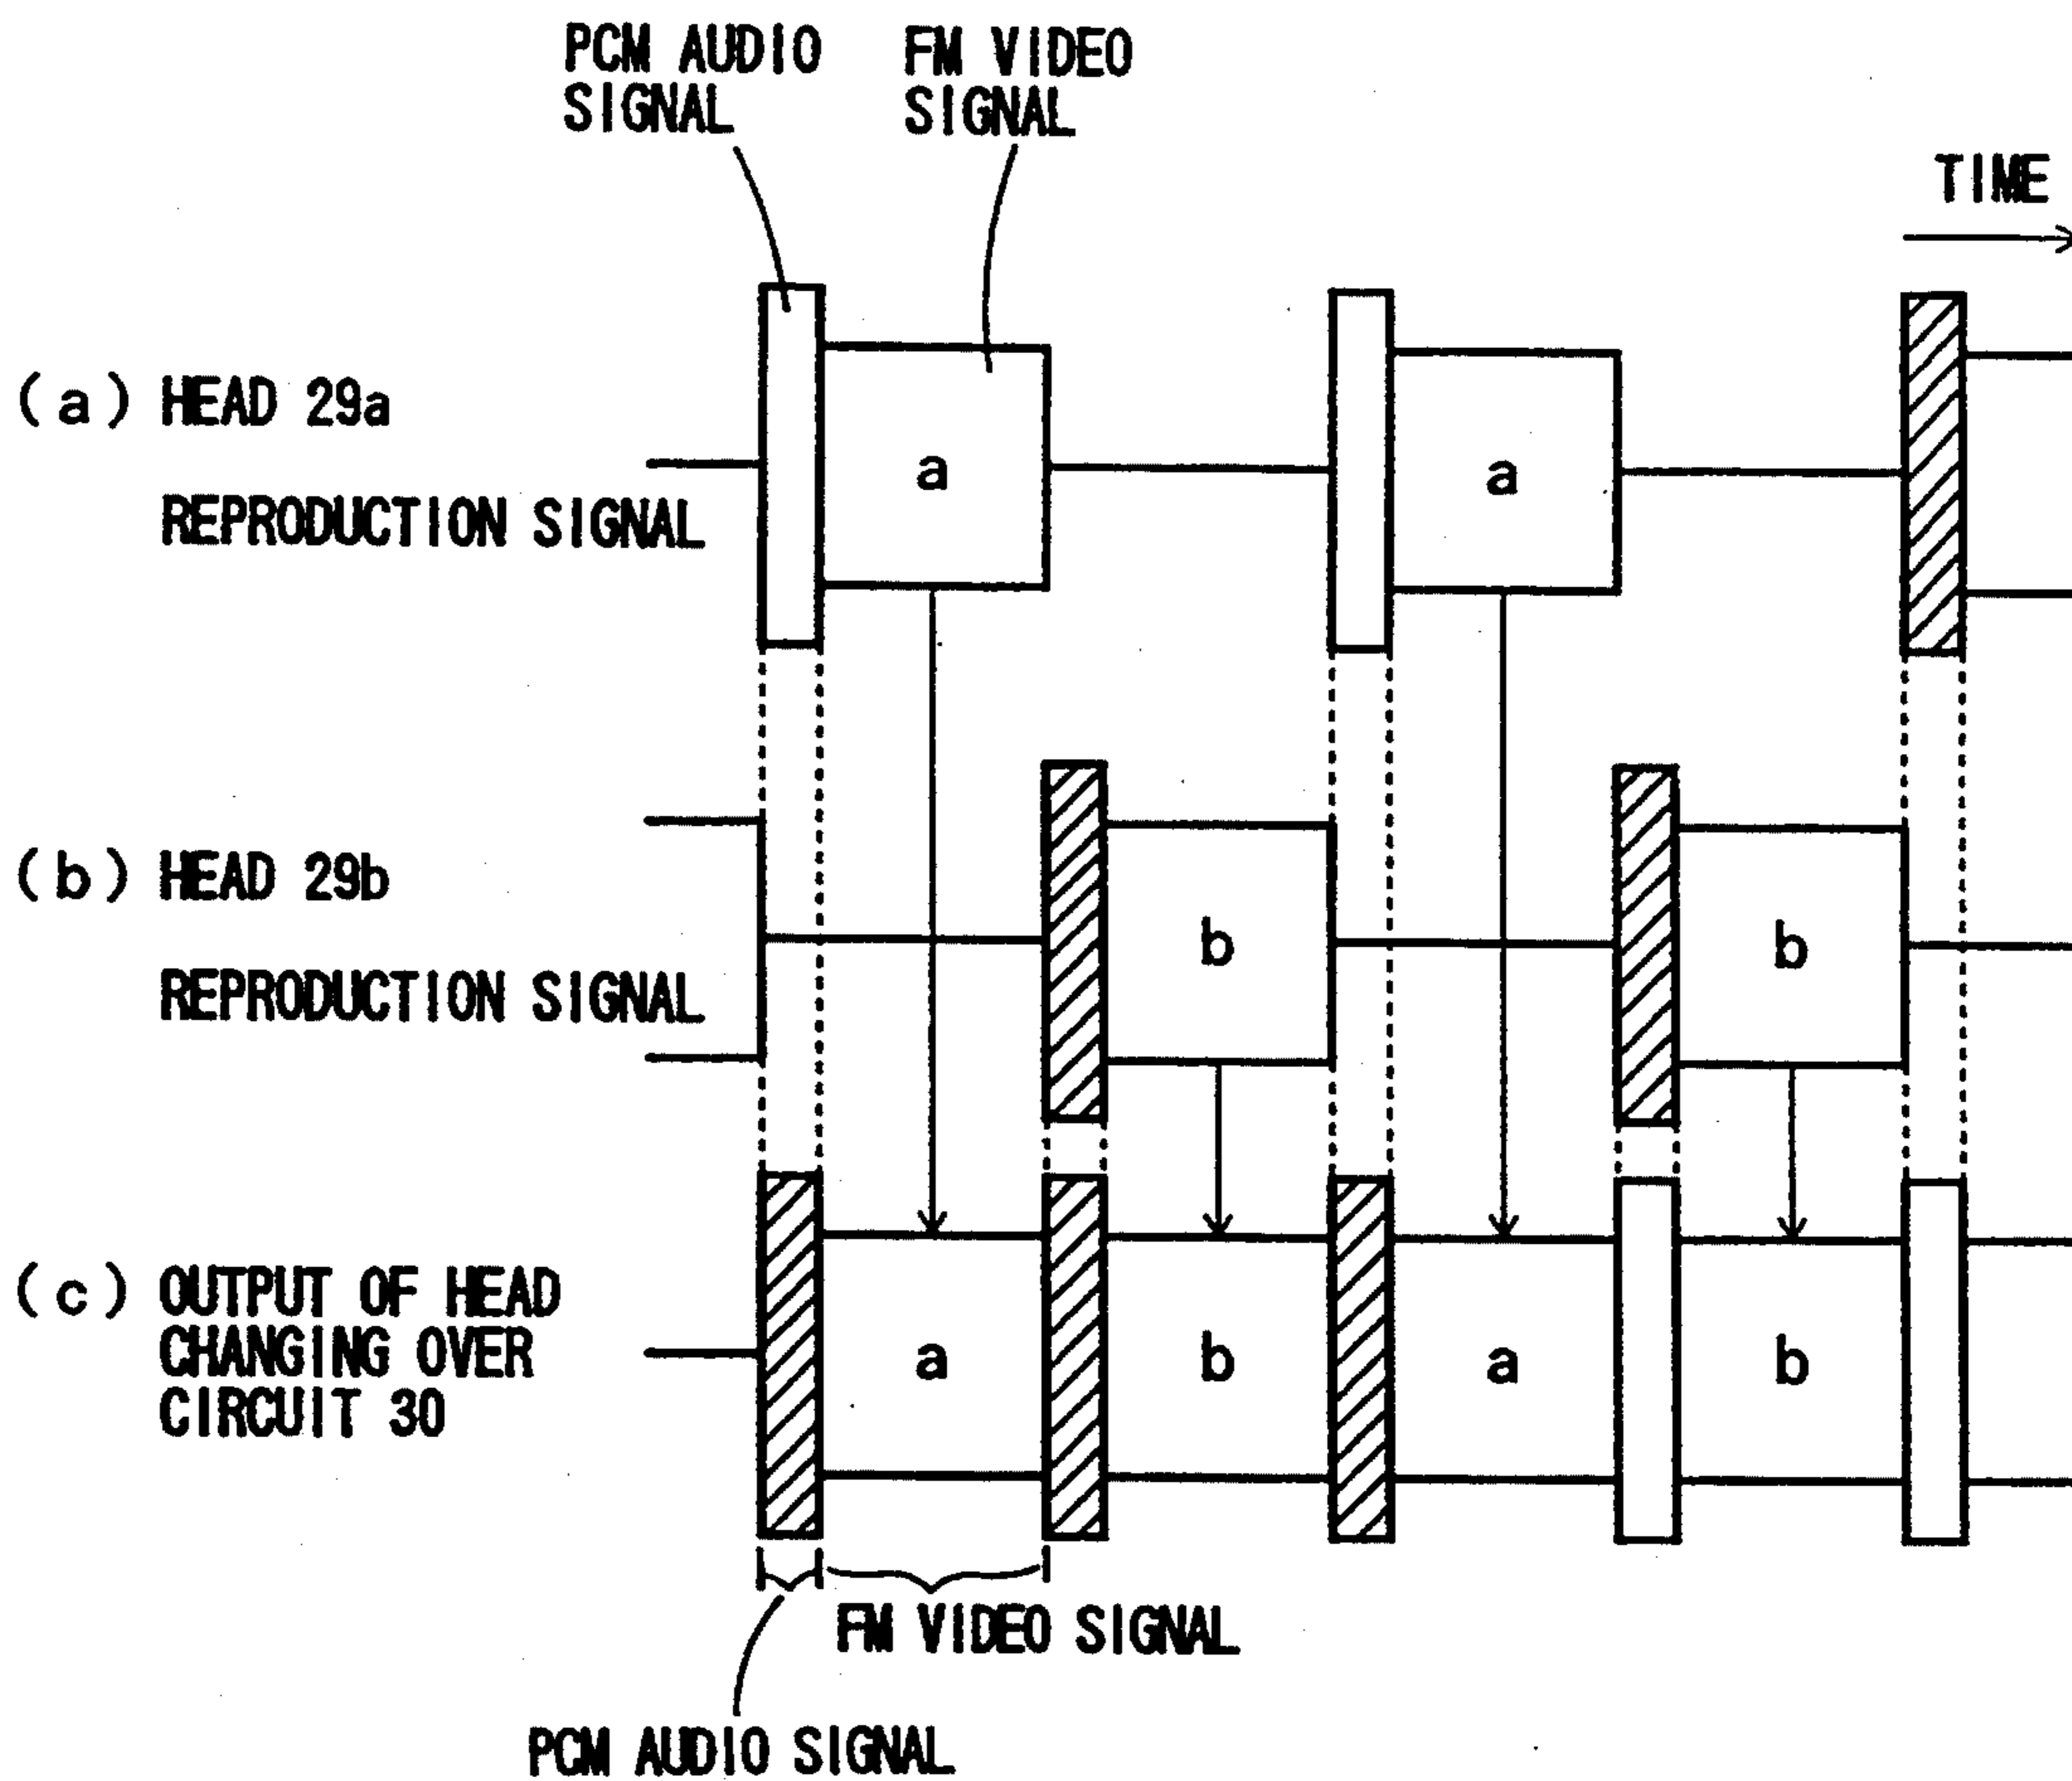 PCM AUDIO
SIGNAL
FM VIDEO
SIGNAL
TIME
(a) HEAD 29a
REPRODUCTION SIGNAL
a
a
(b) HEAD 29b
REPRODUCTION SIGNAL
b
b
(c) OUTPUT OF HEAD
CHANGING OVER
CIRCUIT 30
a
b
a
b
FM VIDEO SIGNAL
PCM AUDIO SIGNAL